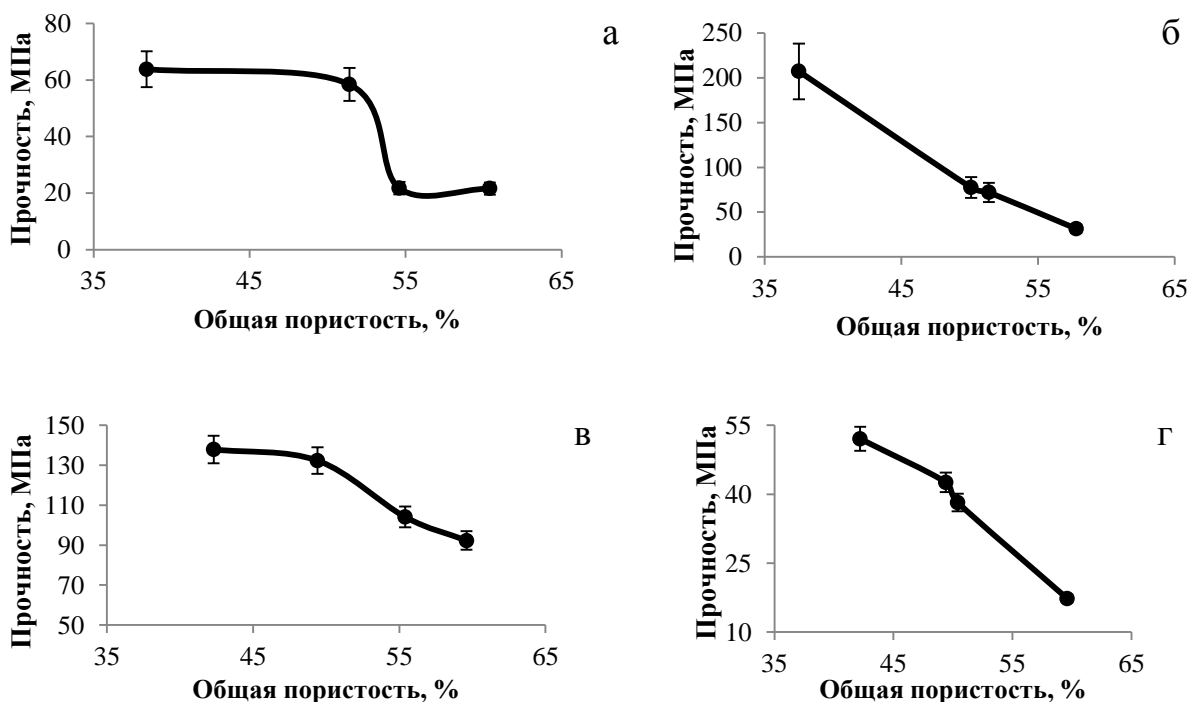 а
Прочность, МПа
80
60
40
20
0
35 45 55 65
Общая пористость, %
б
Прочность, МПа
250
200
150
100
50
0
35 45 55 65
Общая пористость, %
в
Прочность, МПа
150
130
110
90
70
50
35 45 55 65
Общая пористость, %
г
Прочность, МПа
55
40
25
10
35 45 55 65
Общая пористость, %